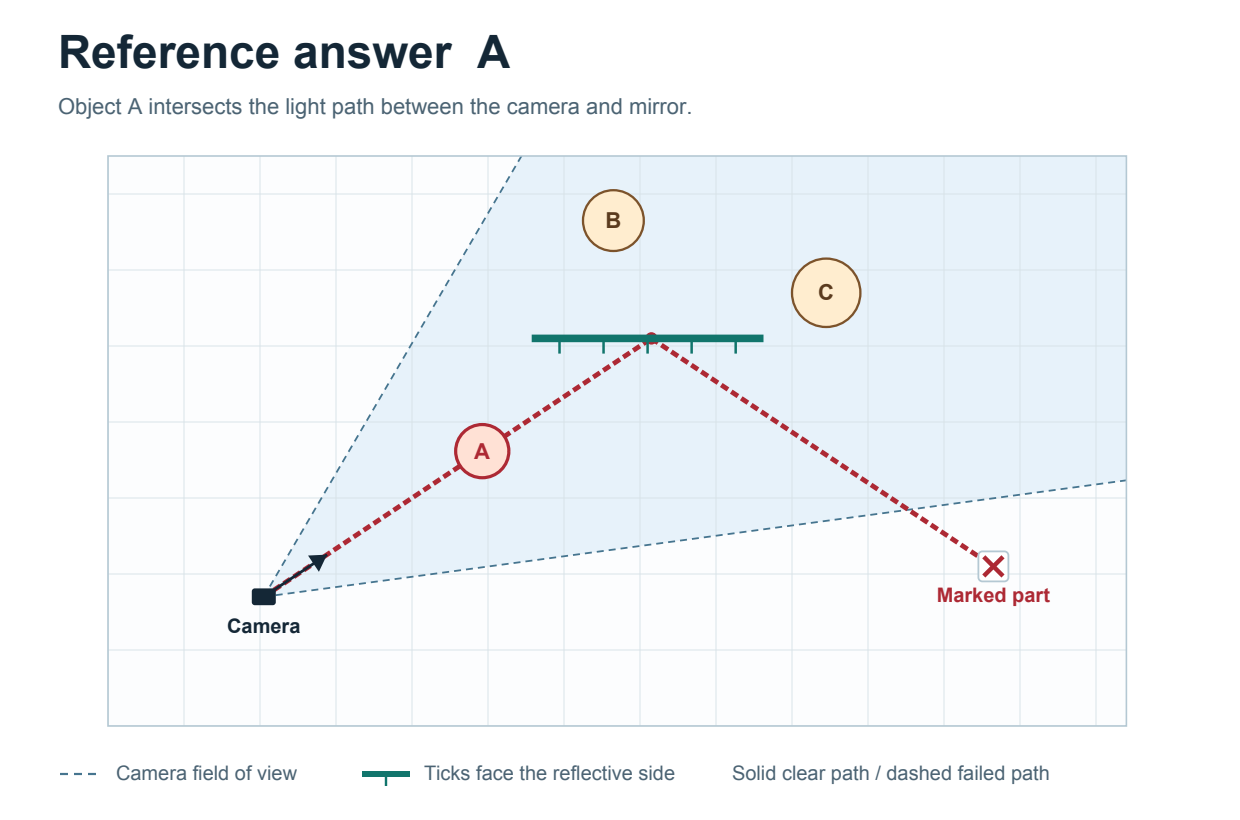 Reference answer A
Object A intersects the light path between the camera and mirror.
B
C
A
Camera
Marked part
Camera field of view
Ticks face the reflective side
Solid clear path / dashed failed path